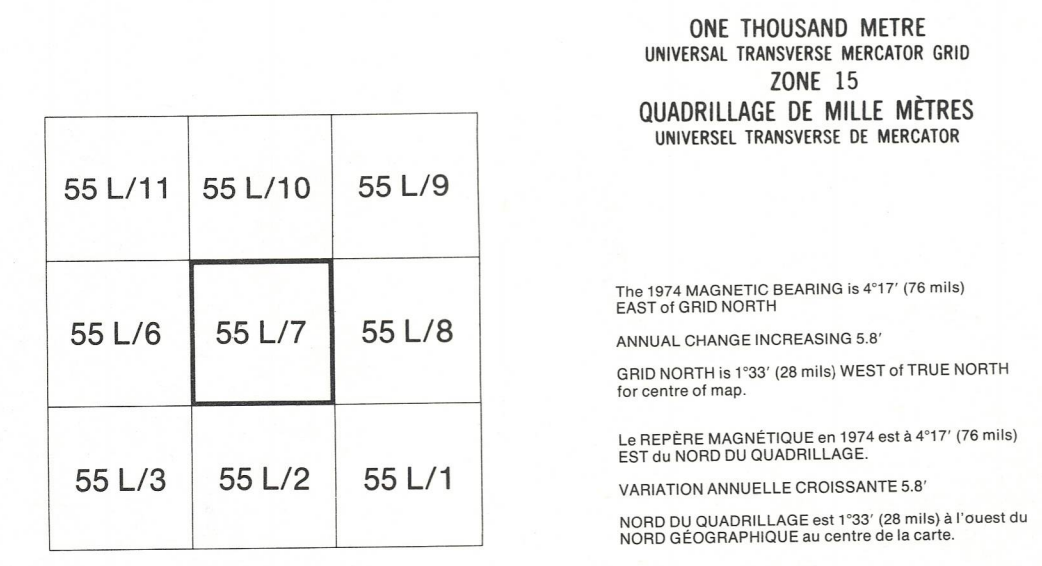 ONE THOUSAND METRE
UNIVERSAL TRANSVERSE MERCATOR GRID
ZONE 15
QUADRILLAGE DE MILLE MÈTRES
UNIVERSEL TRANSVERSE DE MERCATOR
55 L/11 55 L/10 55 L/9
55 L/6 55 L/7 55 L/8
55 L/3 55 L/2 55 L/1
The 1974 MAGNETIC BEARING is 4°17′ (76 mils)
EAST of GRID NORTH
ANNUAL CHANGE INCREASING 5.8′
GRID NORTH is 1°33′ (28 mils) WEST of TRUE NORTH
for centre of map.
Le REPÈRE MAGNÉTIQUE en 1974 est à 4°17′ (76 mils)
EST du NORD DU QUADRILLAGE.
VARIATION ANNUELLE CROISSANTE 5.8′
NORD DU QUADRILLAGE est 1°33′ (28 mils) à l'ouest du
NORD GÉOGRAPHIQUE au centre de la carte.